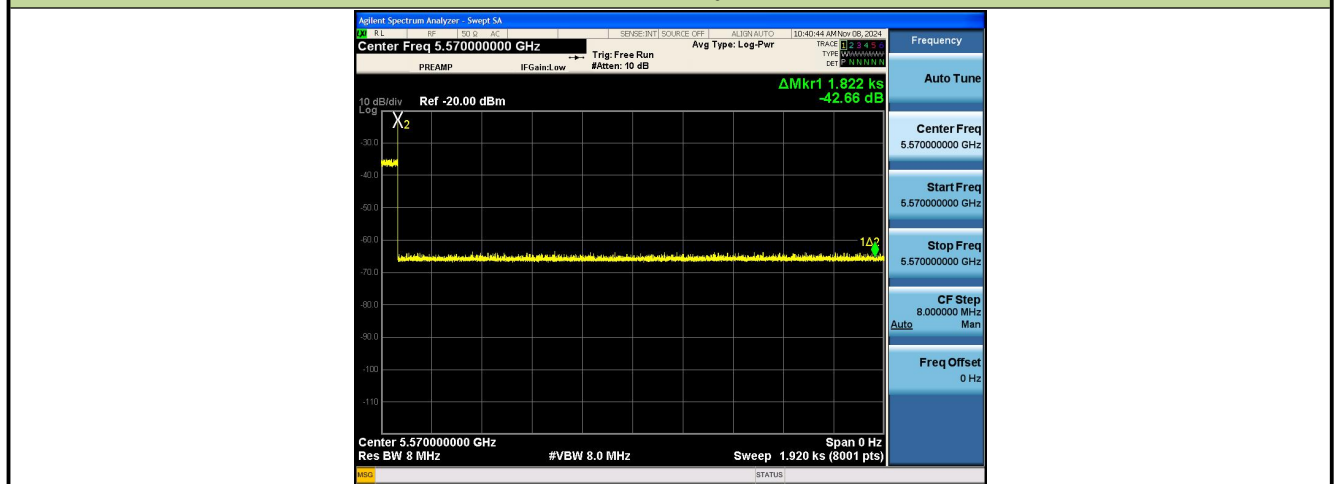 Agilent Spectrum Analyzer - Swept SA
RL RF 50 Ω AC SENSE:INT SOURCE OFF ALIGN AUTO 10:40:44 AM Nov 08, 2024
Center Freq 5.570000000 GHz
PREAMP
IFGain:Low
Trig: Free Run
#Atten: 10 dB
Avg Type: Log-Pwr
TRACE 1 2 3 4 5 6
TYPE
DET P N N N N N
ΔMkr1 1.822 ks
-42.66 dB
10 dB/div
Log
Ref -20.00 dBm
X2
-30.0
-40.0
-50.0
-60.0
1Δ2
-70.0
-80.0
-90.0
-100
-110
Center 5.570000000 GHz
Span 0 Hz
Res BW 8 MHz
#VBW 8.0 MHz
Sweep 1.920 ks (8001 pts)
MSG
STATUS
Frequency
Auto Tune
Center Freq
5.570000000 GHz
Start Freq
5.570000000 GHz
Stop Freq
5.570000000 GHz
CF Step
8.000000 MHz
Auto Man
Freq Offset
0 Hz